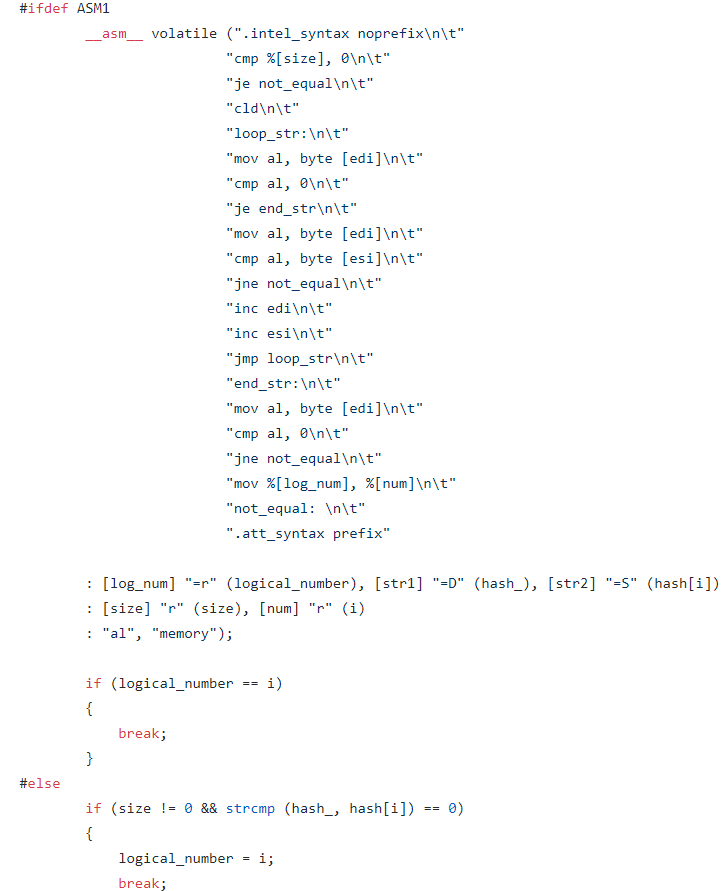 #ifdef ASM1
__asm__ volatile (".intel_syntax noprefix\n\t"
"cmp %[size], 0\n\t"
"je not_equal\n\t"
"cld\n\t"
"loop_str:\n\t"
"mov al, byte [edi]\n\t"
"cmp al, 0\n\t"
"je end_str\n\t"
"mov al, byte [edi]\n\t"
"cmp al, byte [esi]\n\t"
"jne not_equal\n\t"
"inc edi\n\t"
"inc esi\n\t"
"jmp loop_str\n\t"
"end_str:\n\t"
"mov al, byte [edi]\n\t"
"cmp al, 0\n\t"
"jne not_equal\n\t"
"mov %[log_num], %[num]\n\t"
"not_equal: \n\t"
".att_syntax prefix"
: [log_num] "=r" (logical_number), [str1] "=D" (hash_), [str2] "=S" (hash[i])
: [size] "r" (size), [num] "r" (i)
: "al", "memory");
if (logical_number == i)
{
break;
}
#else
if (size != 0 && strcmp (hash_, hash[i]) == 0)
{
logical_number = i;
break;